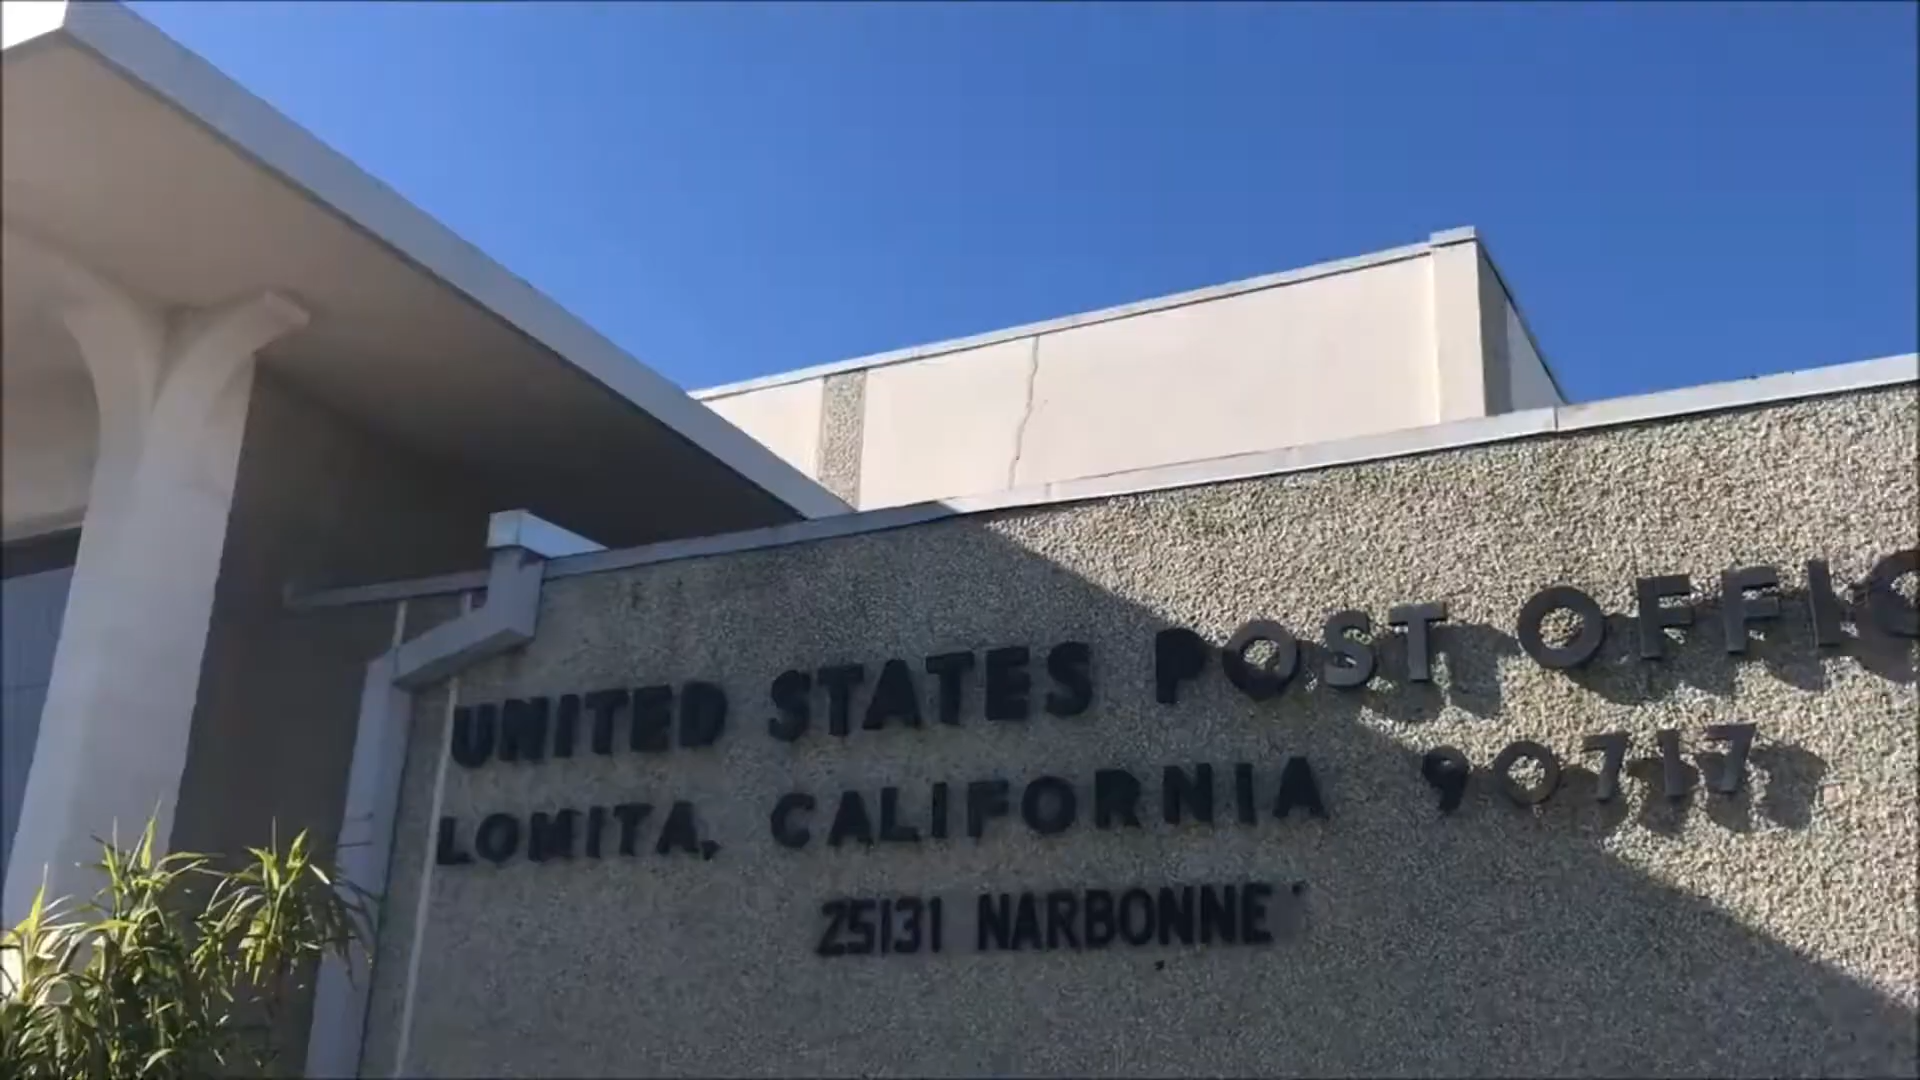 UNITED STATES POST OFFIC
LOMITA, CALIFORNIA 90717
25131 NARBONNE